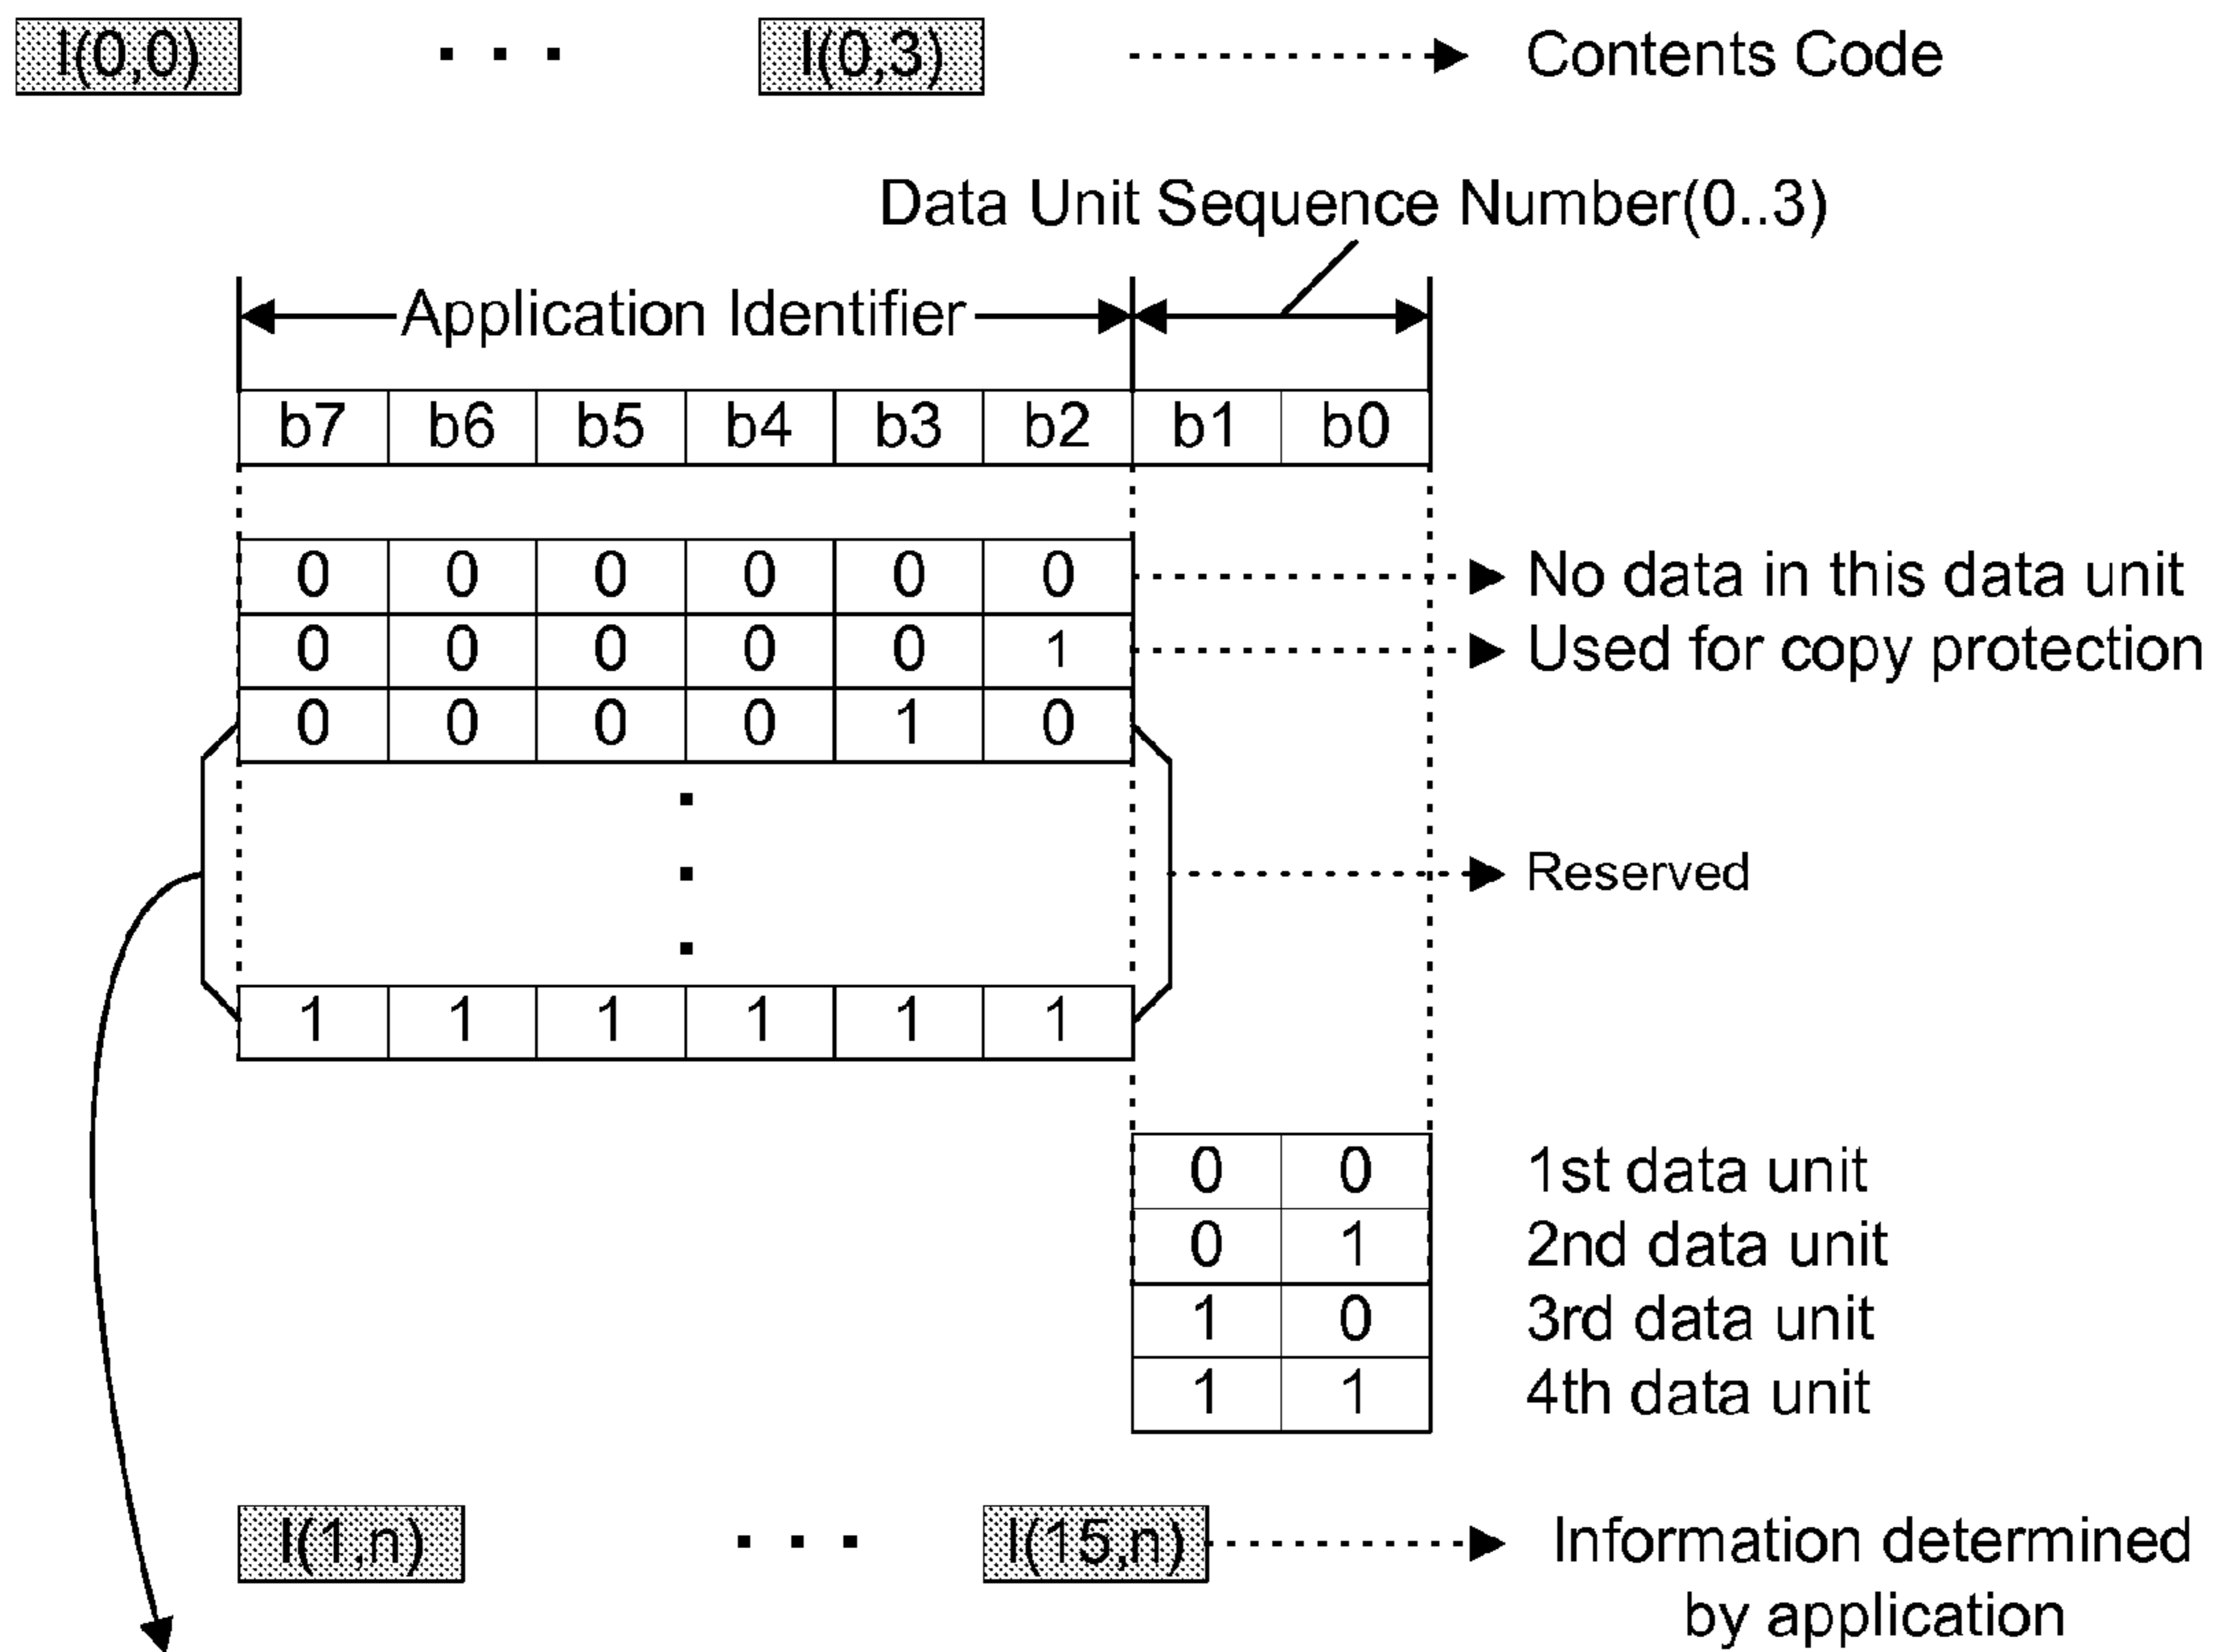 I(0,0) . . . I(0,3) Contents Code
Data Unit Sequence Number(0..3)
Application Identifier
b7 b6 b5 b4 b3 b2 b1 b0
0 0 0 0 0 0 No data in this data unit
0 0 0 0 0 1 Used for copy protection
0 0 0 0 1 0
Reserved
1 1 1 1 1 1
0 0 1st data unit
0 1 2nd data unit
1 0 3rd data unit
1 1 4th data unit
I(1,n) . . . I(15,n) Information determined
by application